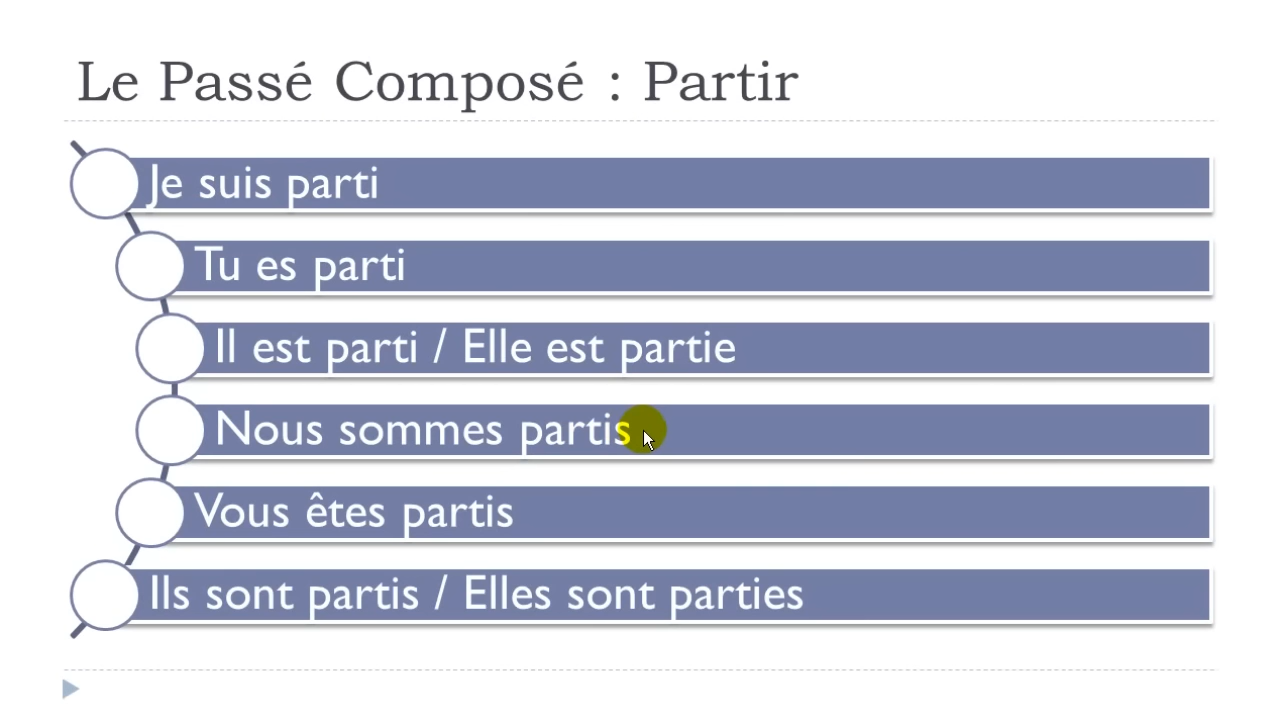 Le Passé Composé : Partir
Je suis parti
Tu es parti
Il est parti / Elle est partie
Nous sommes partis
Vous êtes partis
Ils sont partis / Elles sont parties